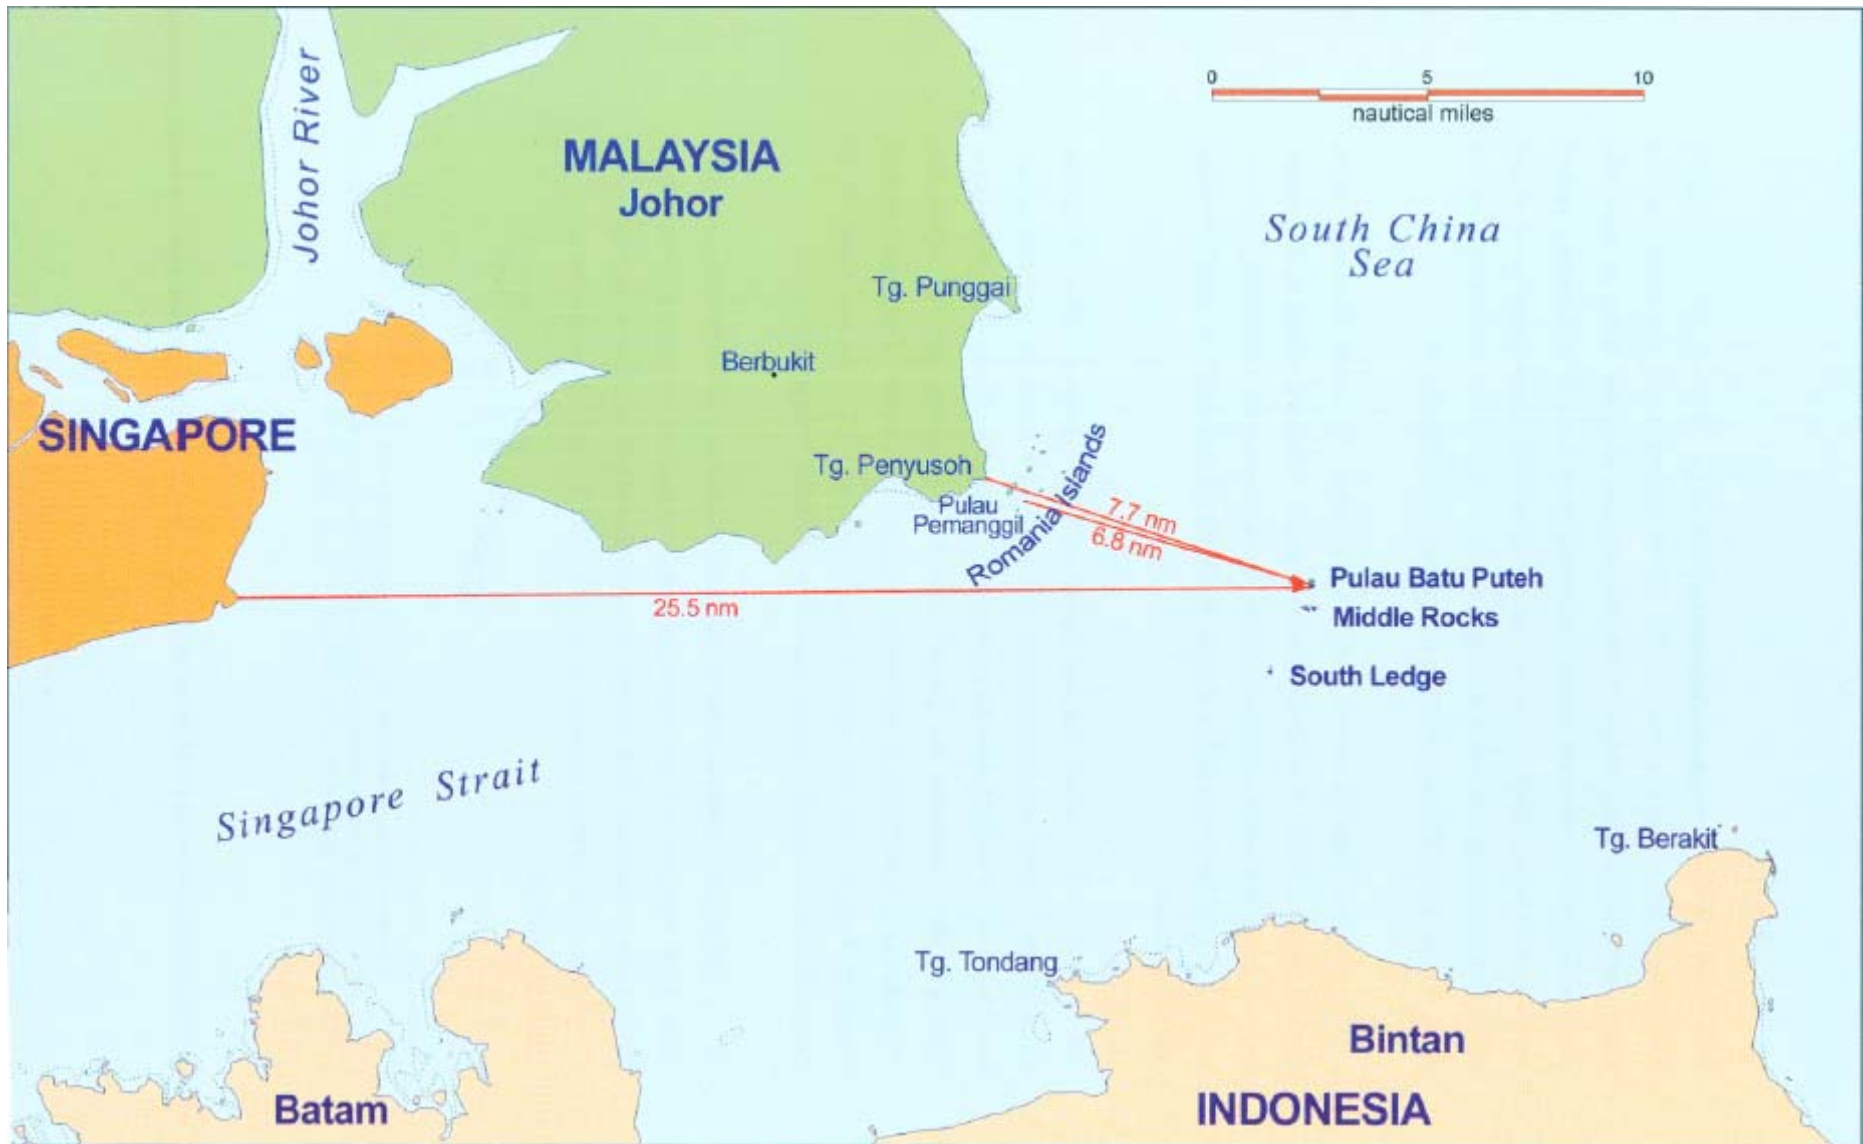 Johor River
MALAYSIA
Johor
0 5 10
nautical miles
South China
Sea
Tg. Punggai
Berbukit
SINGAPORE
Tg. Penyusoh
Pulau
Pemanggil
Romania Islands
7.7 nm
6.8 nm
25.5 nm
Pulau Batu Puteh
Middle Rocks
South Ledge
Singapore Strait
Tg. Berakit
Tg. Tondang
Bintan
Batam
INDONESIA